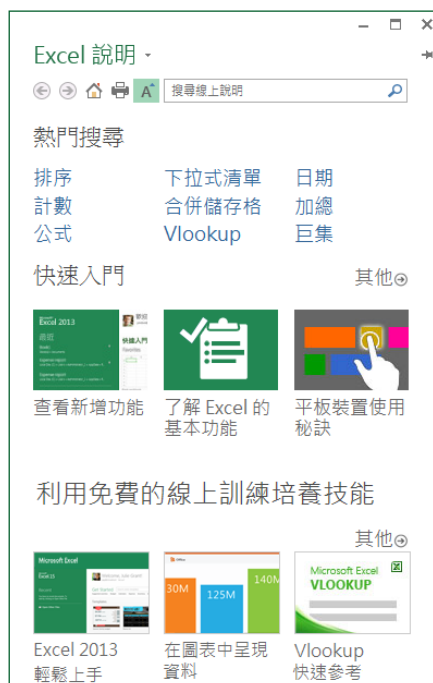 Excel 說明
搜尋線上說明
熱門搜尋
排序 下拉式清單 日期
計數 合併儲存格 加總
公式 Vlookup 巨集
快速入門 其他
Excel 2013
查看新增功能 了解 Excel 的 平板裝置使用
基本功能 秘訣
利用免費的線上訓練培養技能
其他
Microsoft Excel
30M 125M 140M
Microsoft Excel
VLOOKUP
Excel 2013 在圖表中呈現 Vlookup
輕鬆上手 資料 快速參考